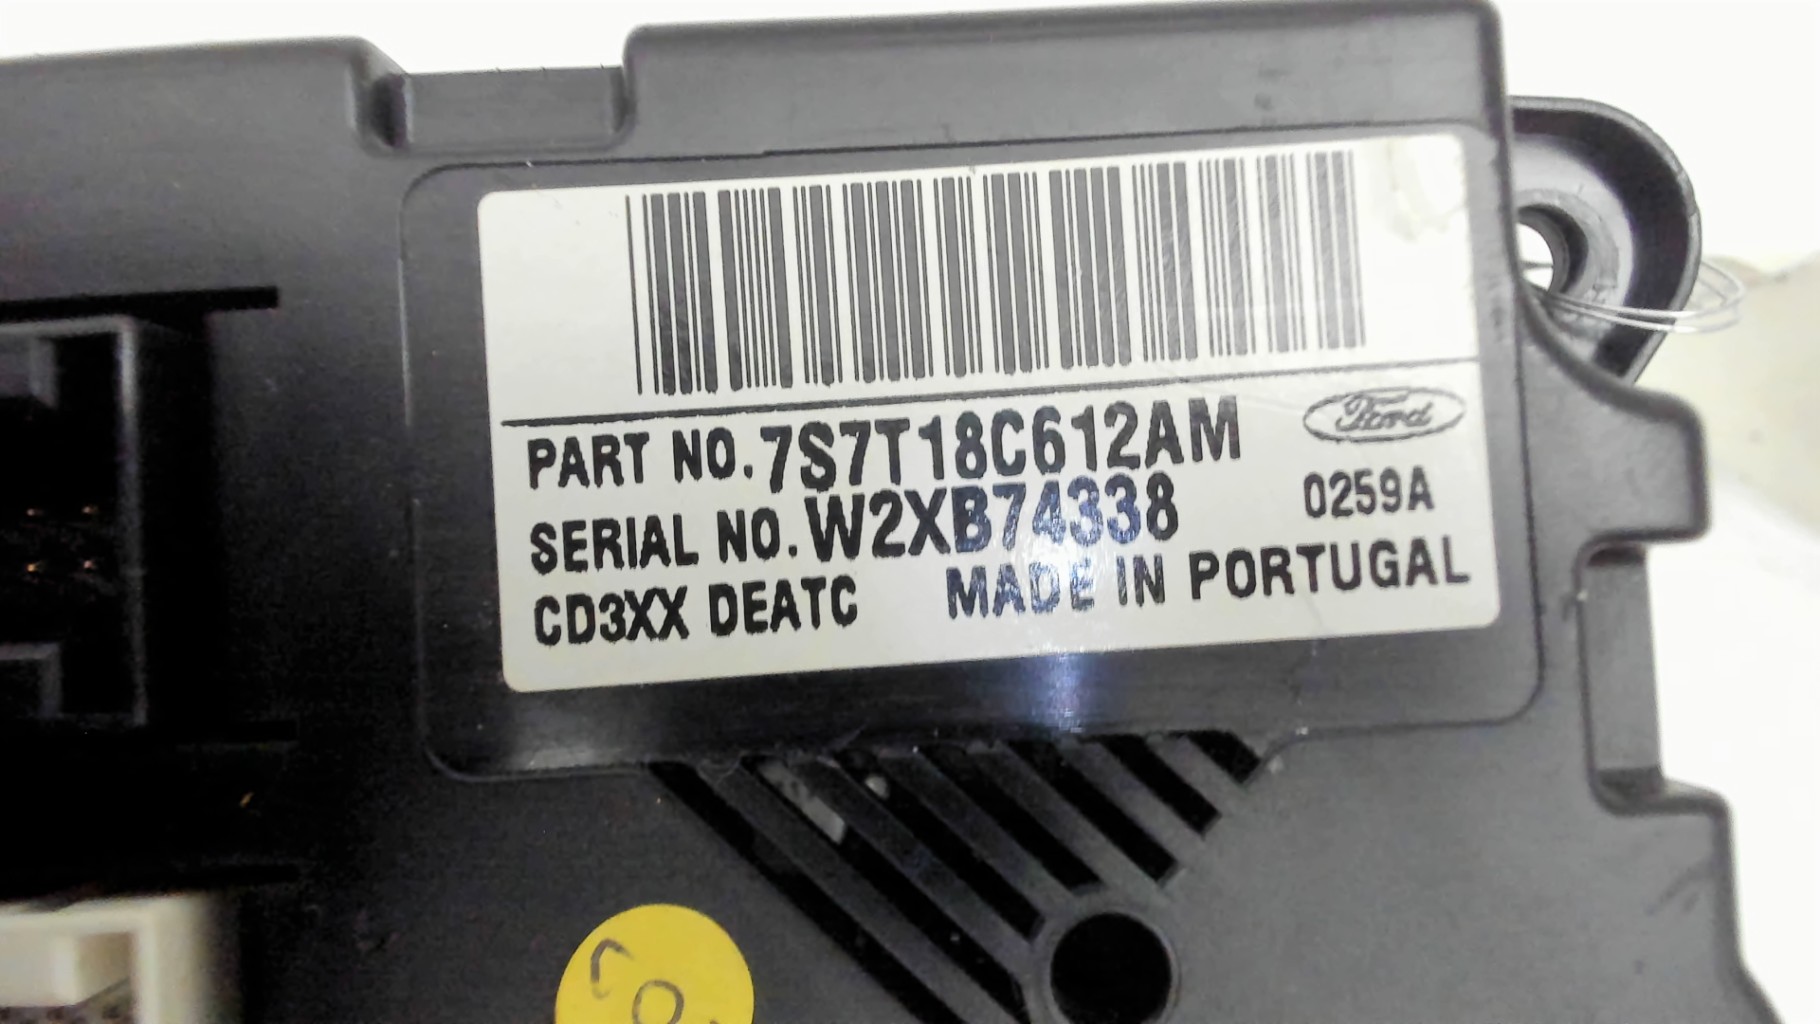 PART NO. 7S7T18C612AM
Ford
SERIAL NO. W2XB74338
0259A
CD3XX DEATC MADE IN PORTUGAL